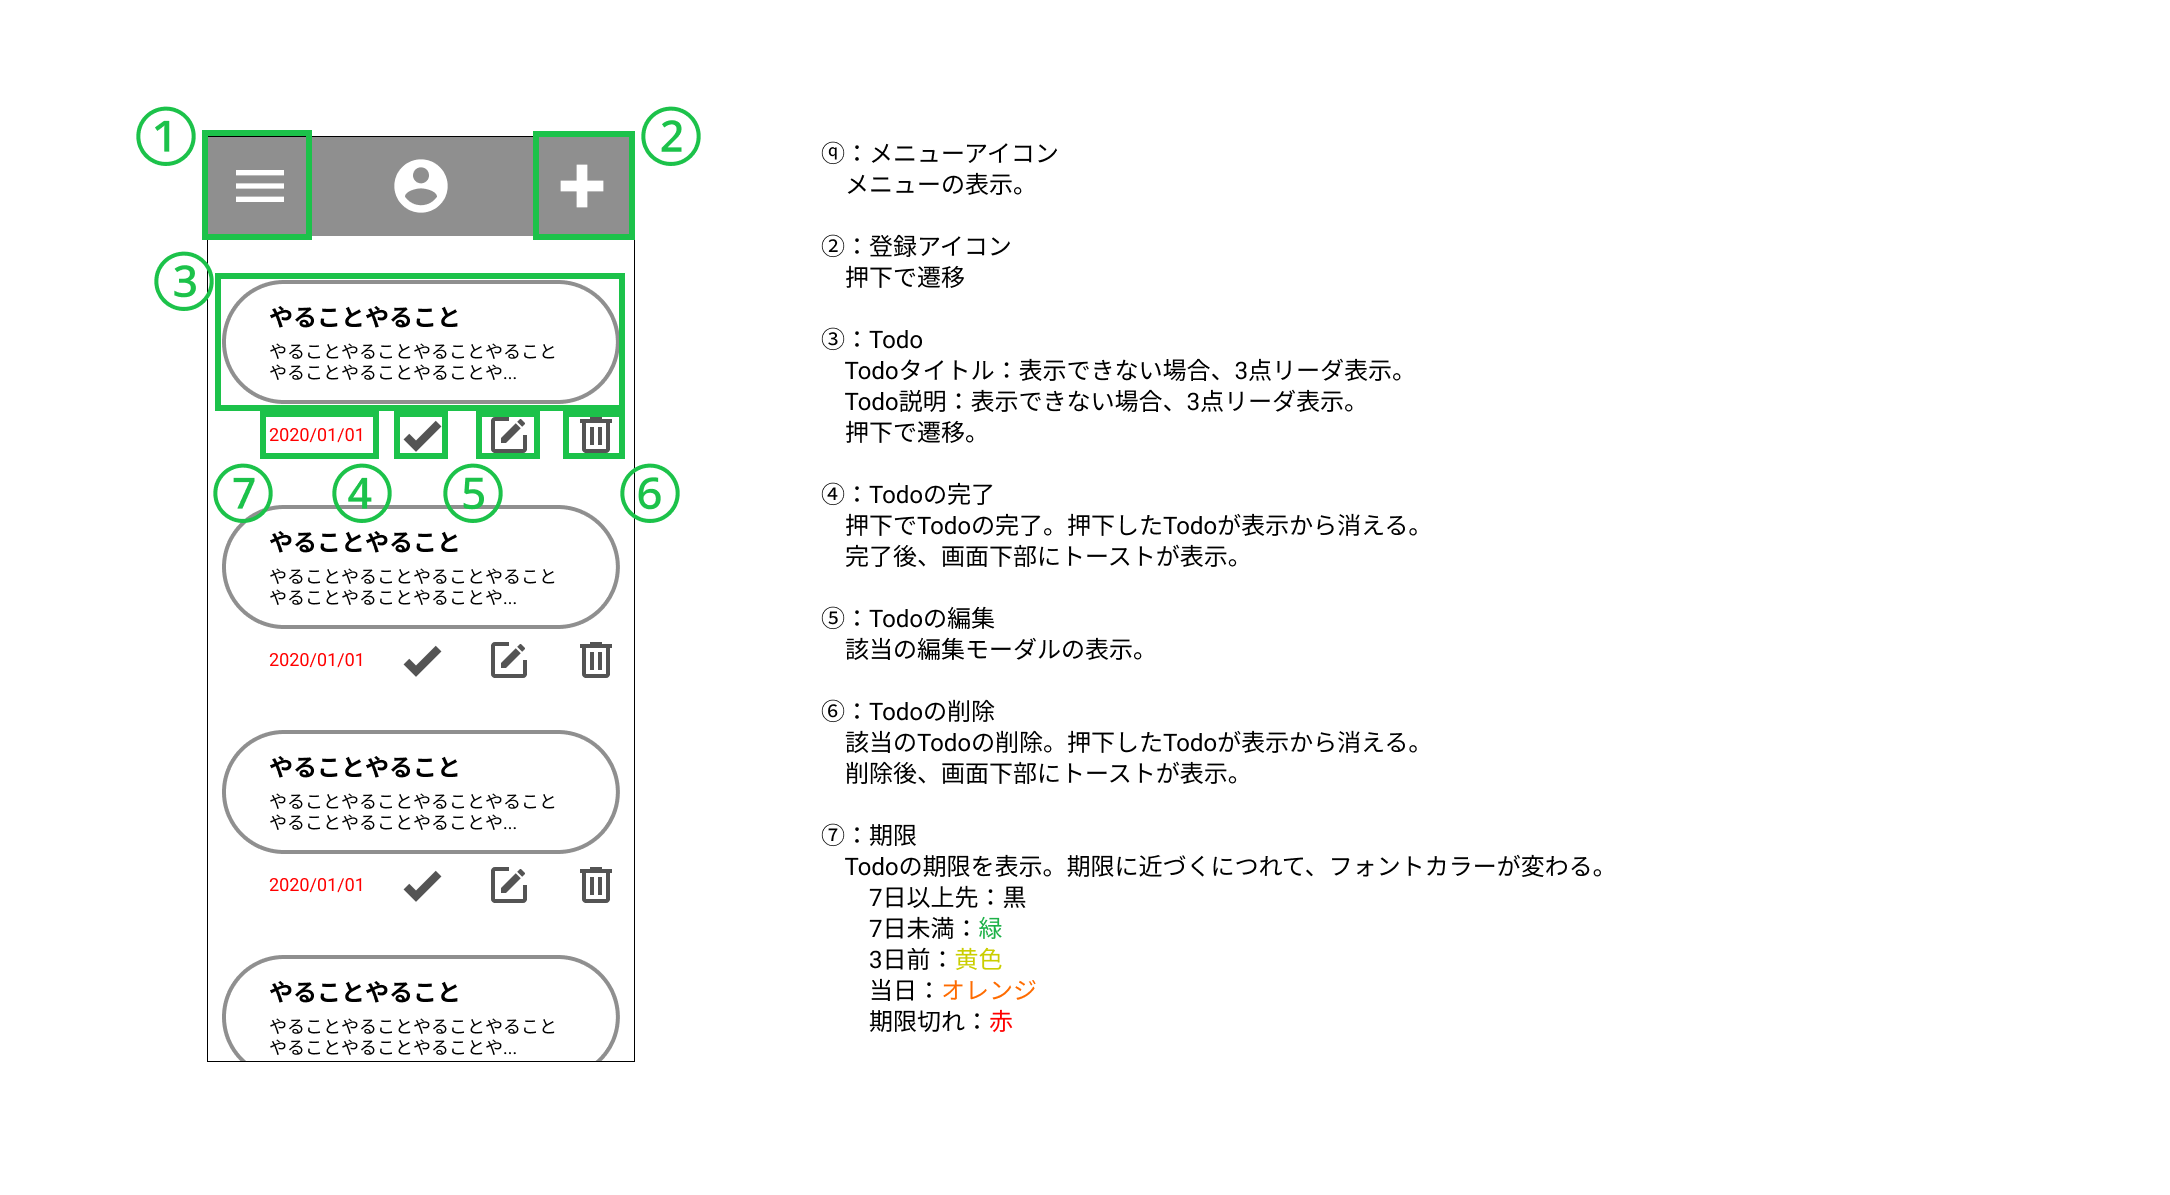 ①
②
③
やることやること
やることやることやることやること
やることやることやることや...
2020/01/01
⑦
④
⑤
⑥
やることやること
やることやることやることやること
やることやることやることや...
2020/01/01
やることやること
やることやることやることやること
やることやることやることや...
2020/01/01
やることやること
やることやることやることやること
やることやることやることや...
ⓠ：メニューアイコン
メニューの表示。
②：登録アイコン
押下で遷移
③：Todo
Todoタイトル：表示できない場合、3点リーダ表示。
Todo説明：表示できない場合、3点リーダ表示。
押下で遷移。
④：Todoの完了
押下でTodoの完了。押下したTodoが表示から消える。
完了後、画面下部にトーストが表示。
⑤：Todoの編集
該当の編集モーダルの表示。
⑥：Todoの削除
該当のTodoの削除。押下したTodoが表示から消える。
削除後、画面下部にトーストが表示。
⑦：期限
Todoの期限を表示。期限に近づくにつれて、フォントカラーが変わる。
7日以上先：黒
7日未満：緑
3日前：黄色
当日：オレンジ
期限切れ：赤